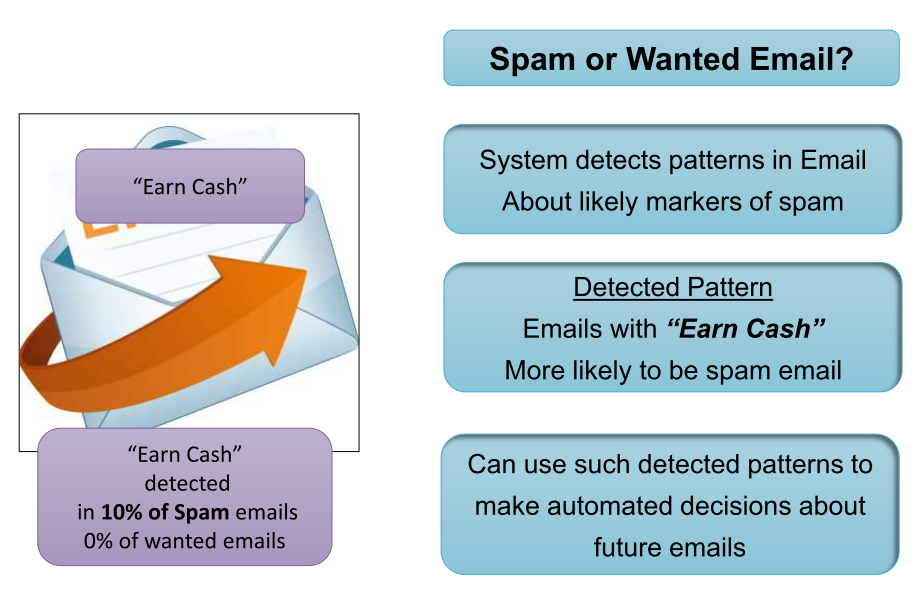 Spam or Wanted Email?
“Earn Cash”
“Earn Cash”
detected
in 10% of Spam emails
0% of wanted emails
System detects patterns in Email
About likely markers of spam
Detected Pattern
Emails with “Earn Cash”
More likely to be spam email
Can use such detected patterns to
make automated decisions about
future emails